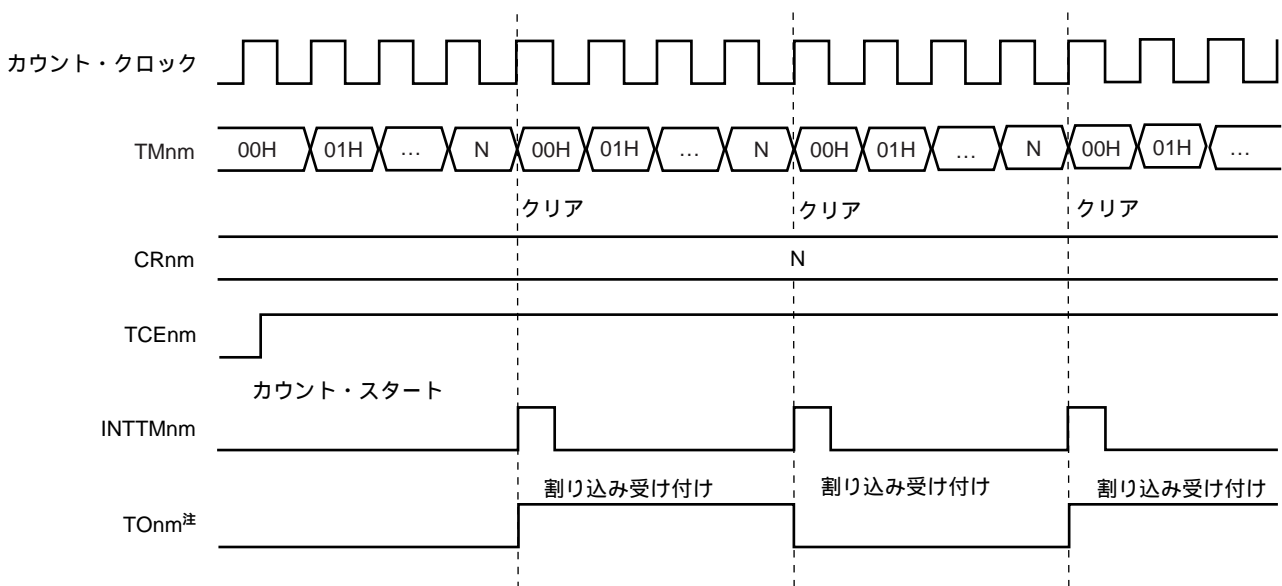 カウント・クロック
TMnm 00H 01H … N 00H 01H … N 00H 01H … N 00H 01H …
クリア クリア クリア
CRnm N
TCEnm
カウント・スタート
INTTMnm
割り込み受け付け 割り込み受け付け 割り込み受け付け
TOnm注